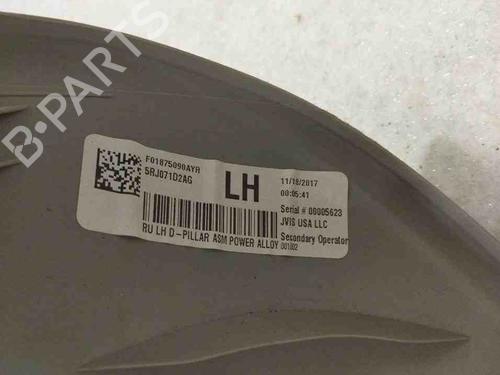 B-PARTS
F01875090AYR
5RJ071D2AG
LH
11/18/2017
00:05:41
Serial # 00005623
JVIS USA LLC
Secondary Operator
001002
RU LH D-PILLAR ASM POWER ALLOY